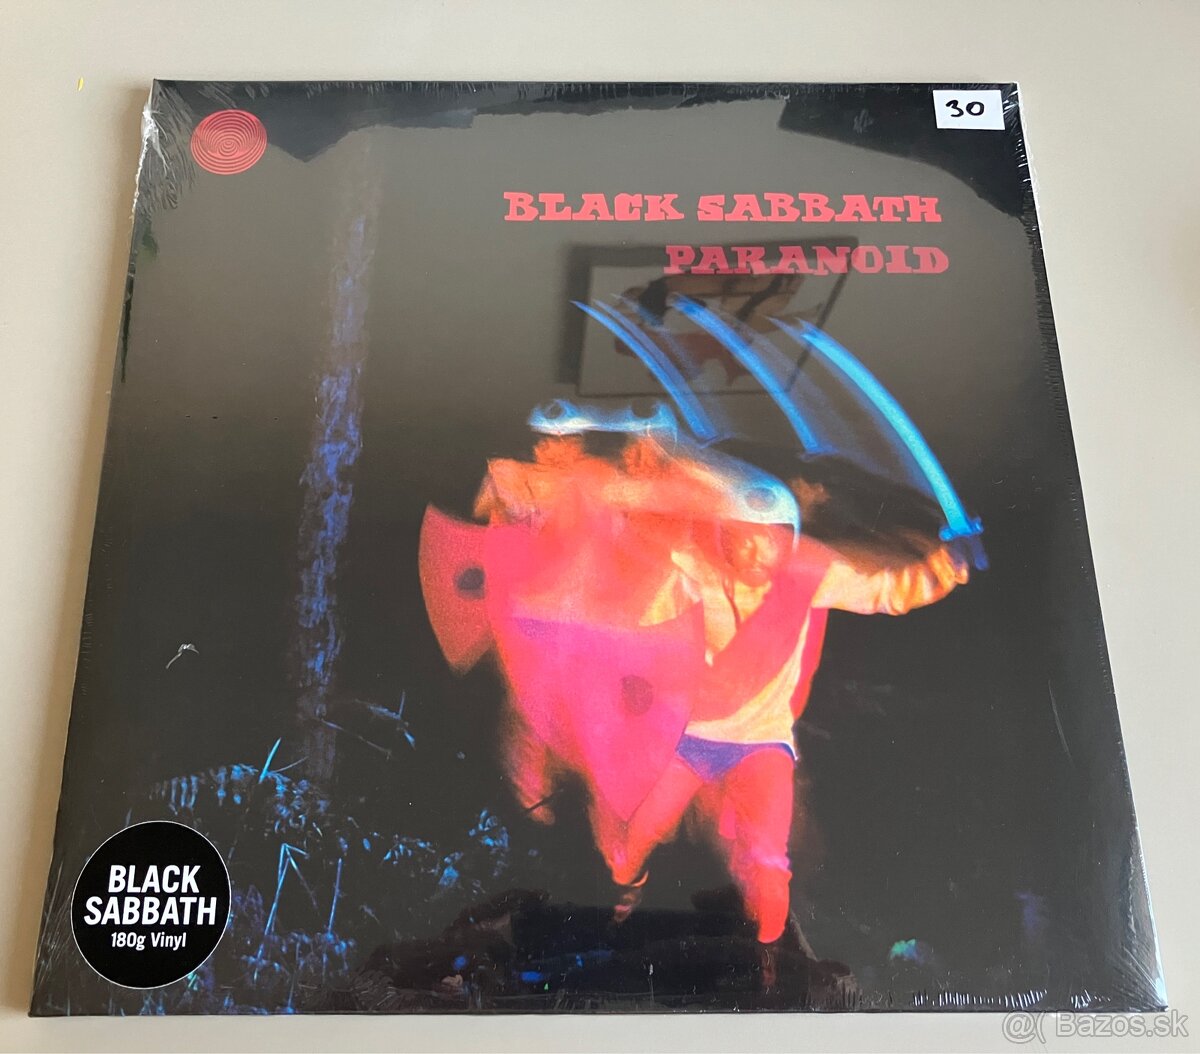 30
BLACK SABBATH
PARANOID
BLACK
SABBATH
180g Vinyl
@( Bazos.sk